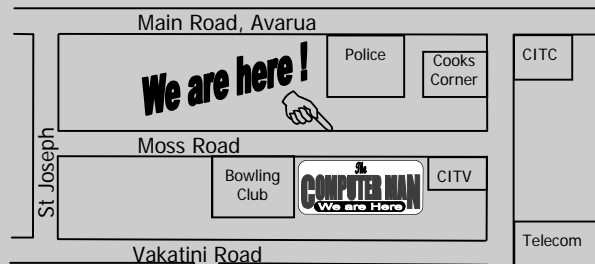 Main Road, Avarua
We are here !
Police
Cooks
Corner
CITC
Moss Road
St Joseph
Bowling
Club
The
COMPUTER MAN
We are Here
CITV
Telecom
Vakatini Road